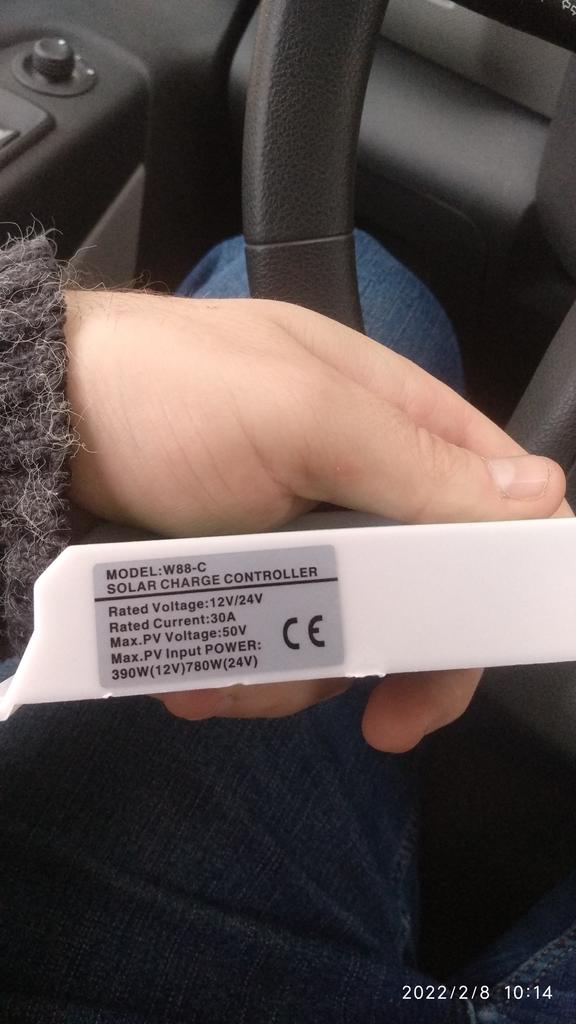 MODEL:W88-C
SOLAR CHARGE CONTROLLER
Rated Voltage:12V/24V
Rated Current:30A
Max.PV Voltage:50V
Max.PV Input POWER:
390W(12V)780W(24V)
CE
2022/2/8 10:14